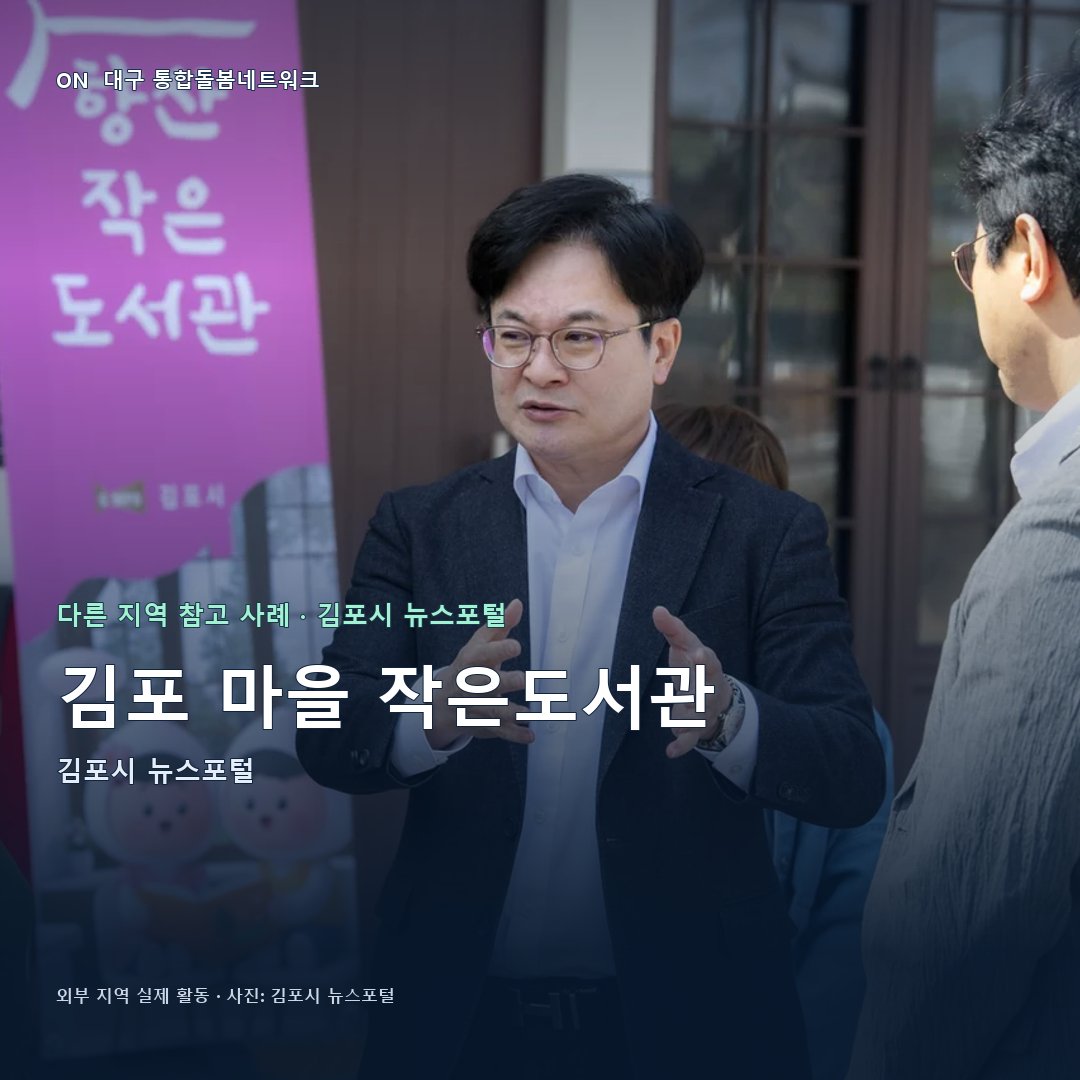 ON 대구 통합돌봄네트워크
향산
작은
도서관
김포시
다른 지역 참고 사례 · 김포시 뉴스포털
김포 마을 작은도서관
김포시 뉴스포털
외부 지역 실제 활동 · 사진: 김포시 뉴스포털